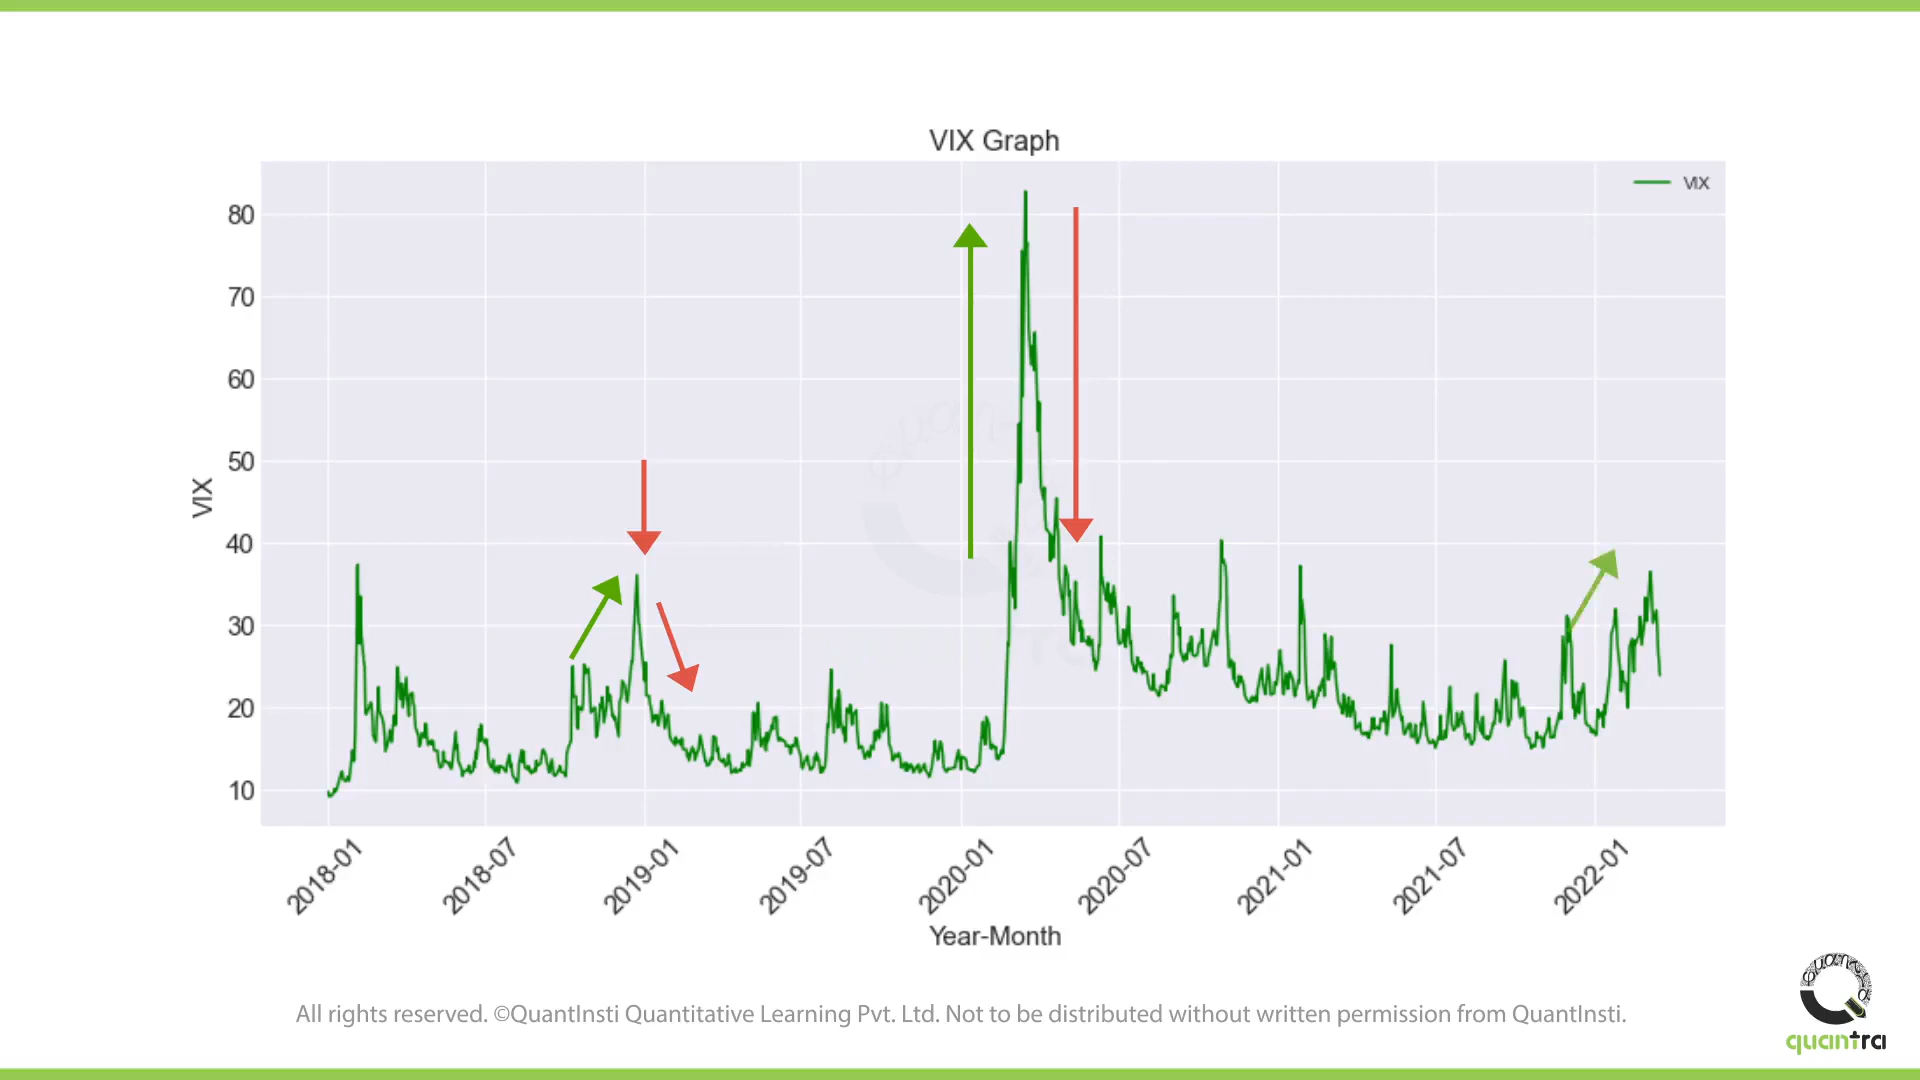 VIX Graph
VIX
80
70
60
50
40
30
20
10
VIX
2018-01
2018-07
2019-01
2019-07
2020-01
2020-07
2021-01
2021-07
2022-01
Year-Month
All rights reserved. ©QuantInsti Quantitative Learning Pvt. Ltd. Not to be distributed without written permission from QuantInsti.
quantra